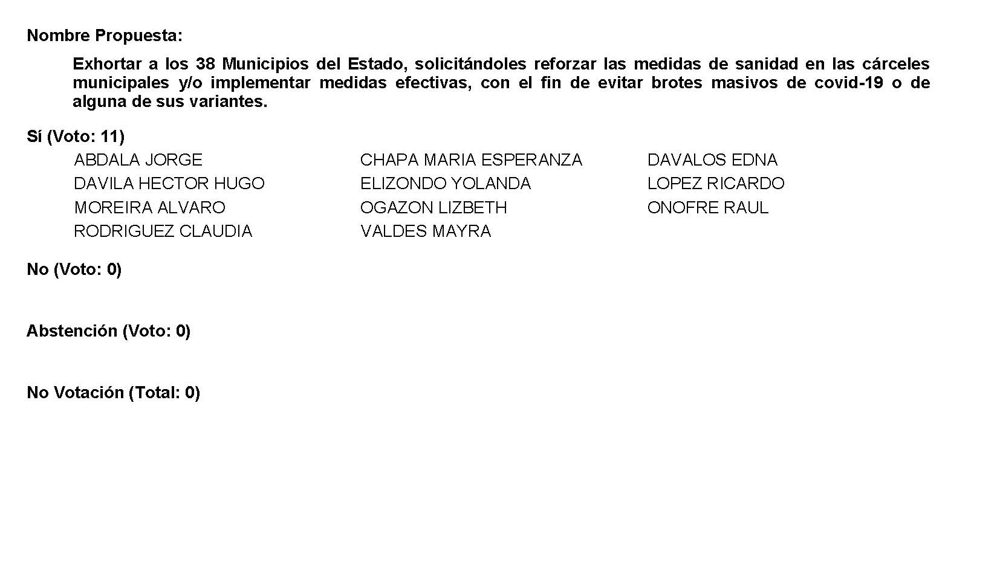 Nombre Propuesta:
Exhortar a los 38 Municipios del Estado, solicitándoles reforzar las medidas de sanidad en las cárceles
municipales y/o implementar medidas efectivas, con el fin de evitar brotes masivos de covid-19 o de
alguna de sus variantes.
Sí (Voto: 11)
ABDALA JORGE CHAPA MARIA ESPERANZA DAVALOS EDNA
DAVILA HECTOR HUGO ELIZONDO YOLANDA LOPEZ RICARDO
MOREIRA ALVARO OGAZON LIZBETH ONOFRE RAUL
RODRIGUEZ CLAUDIA VALDES MAYRA
No (Voto: 0)
Abstención (Voto: 0)
No Votación (Total: 0)